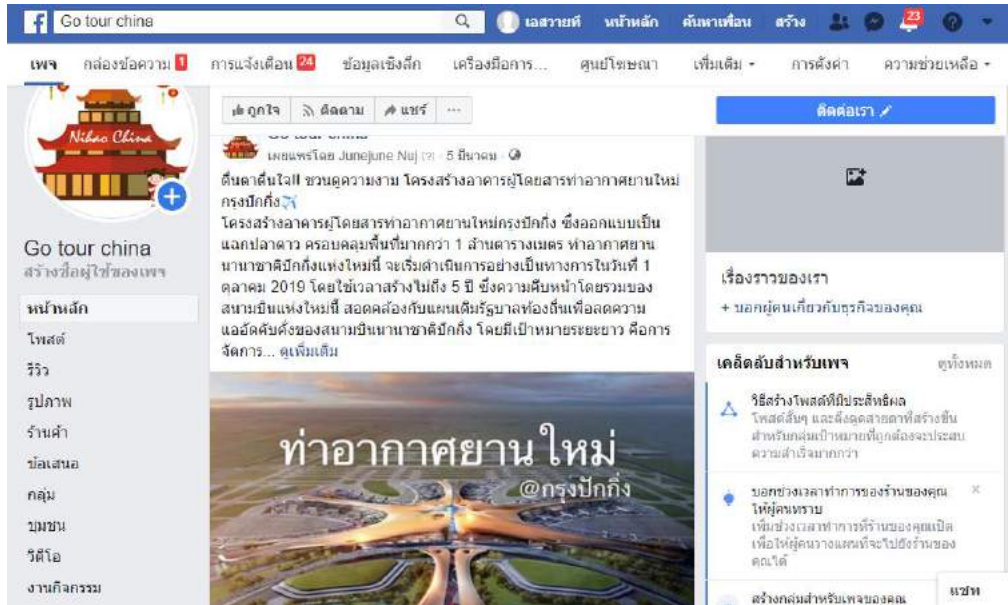 Go tour china
เอสวายที หน้าหลัก ค้นหาเพื่อน สร้าง 23
เพจ กล่องข้อความ 1 การแจ้งเตือน 24 ข้อมูลเชิงลึก เครื่องมือการ... ศูนย์โฆษณา เพิ่มเติม การตั้งค่า ความช่วยเหลือ
Nihao China
Go tour china
สร้างชื่อผู้ใช้ของเพจ
หน้าหลัก
โพสต์
รีวิว
รูปภาพ
ร้านค้า
ข้อเสนอ
กลุ่ม
ชุมชน
วิดีโอ
งานกิจกรรม
ถูกใจ ติดตาม แชร์ ...
Go tour china
เผยแพร่โดย Junejune Nuj [?] · 5 มีนาคม ·
ตื่นตาตื่นใจ!! ชวนดูความงาม โครงสร้างอาคารผู้โดยสารท่าอากาศยานใหม่
กรุงปักกิ่ง✈
โครงสร้างอาคารผู้โดยสารท่าอากาศยานใหม่กรุงปักกิ่ง ซึ่งออกแบบเป็น
แฉกปลาดาว ครอบคลุมพื้นที่มากกว่า 1 ล้านตารางเมตร ท่าอากาศยาน
นานาชาติปักกิ่งแห่งใหม่นี้ จะเริ่มดำเนินการอย่างเป็นทางการในวันที่ 1
ตุลาคม 2019 โดยใช้เวลาสร้างไม่ถึง 5 ปี ซึ่งความคืบหน้าโดยรวมของ
สนามบินแห่งใหม่นี้ สอดคล้องกับแผนเดิมรัฐบาลท้องถิ่นเพื่อลดความ
แออัดคับคั่งของสนามบินนานาชาติปักกิ่ง โดยมีเป้าหมายระยะยาว คือการ
จัดการ... ดูเพิ่มเติม
ท่าอากาศยานใหม่
@กรุงปักกิ่ง
ติดต่อเรา
เรื่องราวของเรา
+ บอกผู้คนเกี่ยวกับธุรกิจของคุณ
เคล็ดลับสำหรับเพจ ดูทั้งหมด
วิธีสร้างโพสต์ที่มีประสิทธิผล
โพสต์สั้นๆ และดึงดูดสายตาที่สร้างขึ้น
สำหรับกลุ่มเป้าหมายที่ถูกต้องจะประสบ
ความสำเร็จมากกว่า
บอกช่วงเวลาทำการของร้านของคุณ
ให้ผู้คนทราบ
เพิ่มช่วงเวลาทำการที่ร้านของคุณเปิด
เพื่อให้ผู้คนวางแผนที่จะไปยังร้านของ
คุณได้
สร้างกลุ่มสำหรับเพจของคุณ
แชท